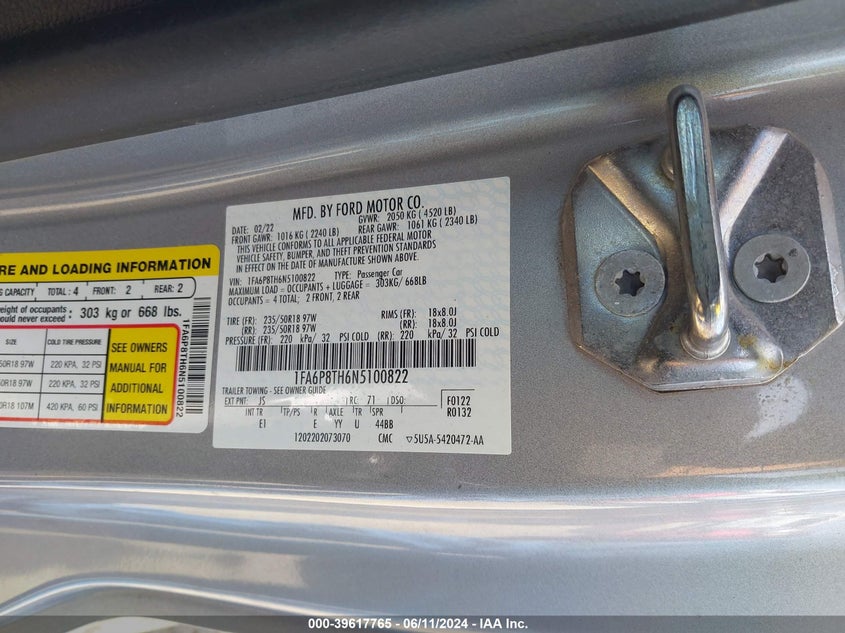 MFD. BY FORD MOTOR CO.
DATE: 02/22 GVWR: 2050 KG (4520 LB)
FRONT GAWR: 1016 KG (2240 LB) REAR GAWR: 1061 KG (2340 LB)
THIS VEHICLE CONFORMS TO ALL APPLICABLE FEDERAL MOTOR
VEHICLE SAFETY, BUMPER, AND THEFT PREVENTION STANDARDS
IN EFFECT ON THE DATE OF MANUFACTURE SHOWN ABOVE.
VIN: 1FA6P8TH6N5100822 TYPE: Passenger Car
MAXIMUM LOAD = OCCUPANTS + LUGGAGE = 303KG/ 668LB
OCCUPANTS = 4 TOTAL; 2 FRONT, 2 REAR
TIRE (FF): 235/50R18 97W RIMS (FF): 18x8.0J
(RR): 235/50R18 97W (RR): 18x8.0J
PRESSURE (FF): 220 kPa/ 32 PSI COLD (RR): 220 kPa/ 32 PSI COLD
1FA6P8TH6N5100822
TRAILER TOWING - SEE OWNER GUIDE
EXT PNT: JS RC: 71 DSO: F0122
INT TR TP/PS R AXLE TR SPR R0132
EI E YY U 44BB
1202202073070 CMC 5U5A-5420472-AA
RE AND LOADING INFORMATION
G CAPACITY TOTAL: 4 FRONT: 2 REAR: 2
weight of occupants
should never exceed: 303 kg or 668 lbs.
SIZE COLD TIRE PRESSURE
50R18 97W 220 KPA, 32 PSI
0R18 97W 220 KPA, 32 PSI
0R18 107M 420 KPA, 60 PSI
SEE OWNERS
MANUAL FOR
ADDITIONAL
INFORMATION
1FA6P8TH6N5100822
000-39617765 - 06/11/2024 - IAA Inc.